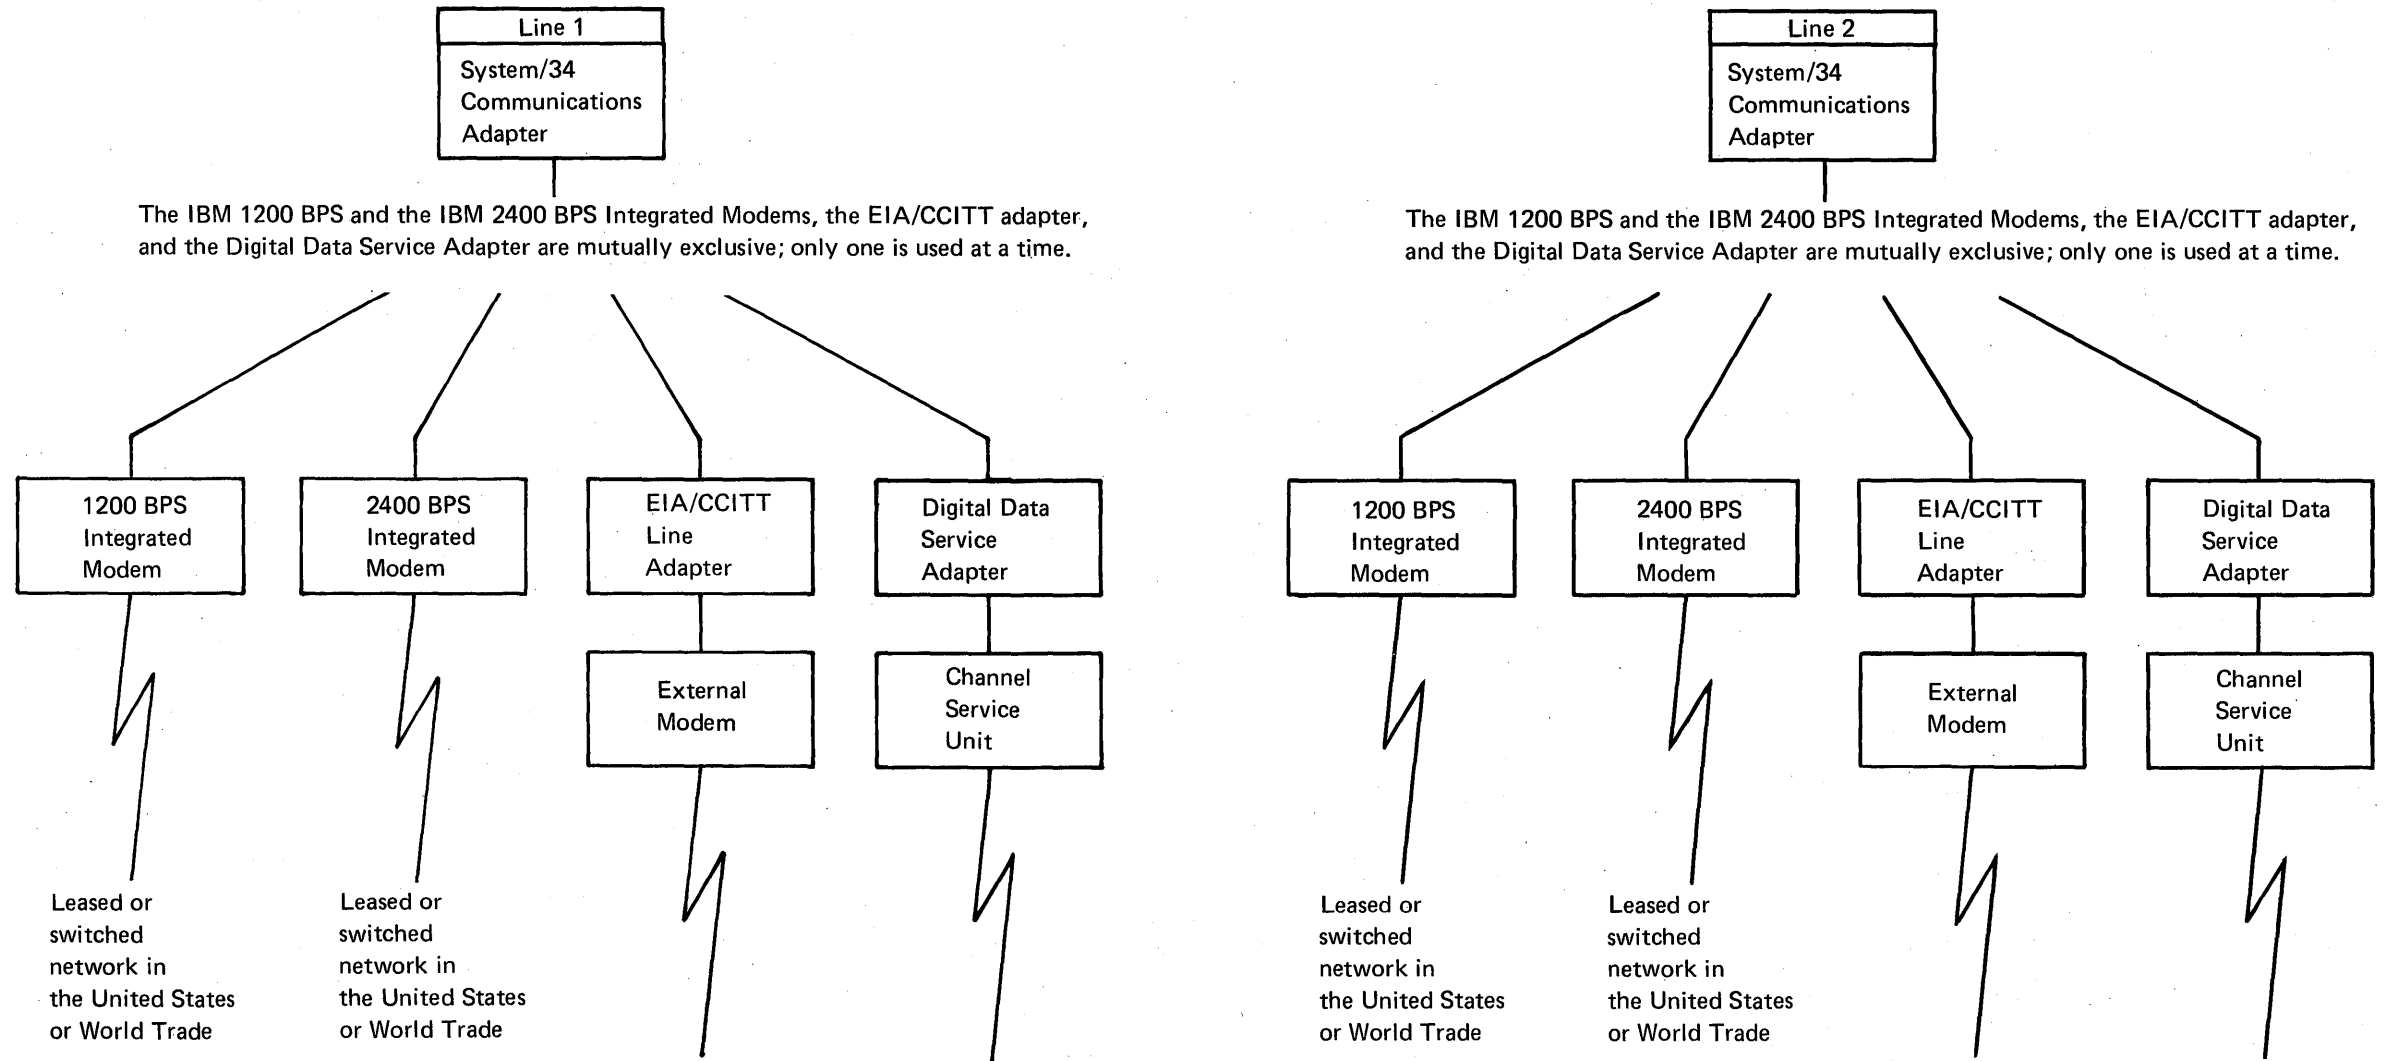 Line 1
System/34
Communications
Adapter
The IBM 1200 BPS and the IBM 2400 BPS Integrated Modems, the EIA/CCITT adapter,
and the Digital Data Service Adapter are mutually exclusive; only one is used at a time.
1200 BPS
Integrated
Modem
2400 BPS
Integrated
Modem
EIA/CCITT
Line
Adapter
Digital Data
Service
Adapter
External
Modem
Channel
Service
Unit
Leased or
switched
network in
the United States
or World Trade
Leased or
switched
network in
the United States
or World Trade
Line 2
System/34
Communications
Adapter
The IBM 1200 BPS and the IBM 2400 BPS Integrated Modems, the EIA/CCITT adapter,
and the Digital Data Service Adapter are mutually exclusive; only one is used at a time.
1200 BPS
Integrated
Modem
2400 BPS
Integrated
Modem
EIA/CCITT
Line
Adapter
Digital Data
Service
Adapter
External
Modem
Channel
Service
Unit
Leased or
switched
network in
the United States
or World Trade
Leased or
switched
network in
the United States
or World Trade